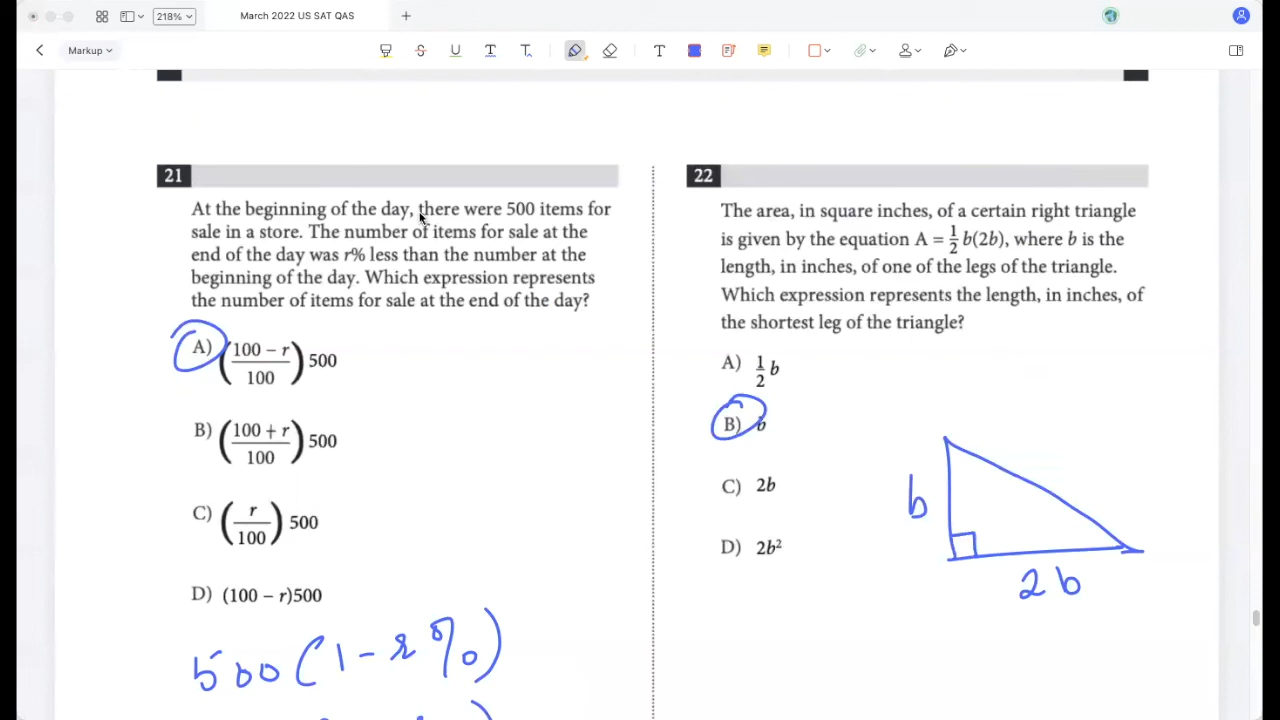 218%
March 2022 US SAT QAS
+
Markup
S U T T T
21
At the beginning of the day, there were 500 items for
sale in a store. The number of items for sale at the
end of the day was r% less than the number at the
beginning of the day. Which expression represents
the number of items for sale at the end of the day?
A) ((100 − r)/100) 500
B) ((100 + r)/100) 500
C) (r/100) 500
D) (100 − r)500
500 (1 - r%)
22
The area, in square inches, of a certain right triangle
is given by the equation A = 1/2 b(2b), where b is the
length, in inches, of one of the legs of the triangle.
Which expression represents the length, in inches, of
the shortest leg of the triangle?
A) 1/2 b
B) b
C) 2b
D) 2b²
b
2b